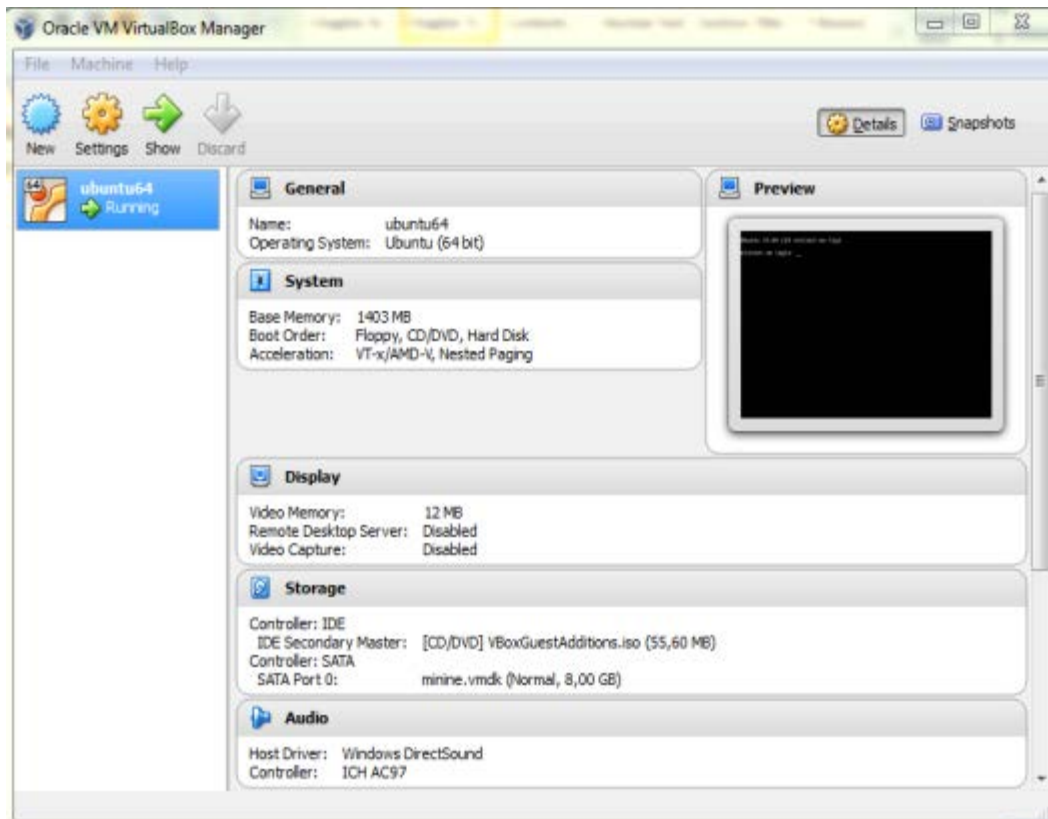 Oracle VM VirtualBox Manager
File Machine Help
New Settings Show Discard
Details Snapshots
64
ubuntu64
Running
General
Name: ubuntu64
Operating System: Ubuntu (64 bit)
Preview
System
Base Memory: 1403 MB
Boot Order: Floppy, CD/DVD, Hard Disk
Acceleration: VT-x/AMD-V, Nested Paging
Display
Video Memory: 12 MB
Remote Desktop Server: Disabled
Video Capture: Disabled
Storage
Controller: IDE
IDE Secondary Master: [CD/DVD] VBoxGuestAdditions.iso (55,60 MB)
Controller: SATA
SATA Port 0: minine.vmdk (Normal, 8,00 GB)
Audio
Host Driver: Windows DirectSound
Controller: ICH AC97